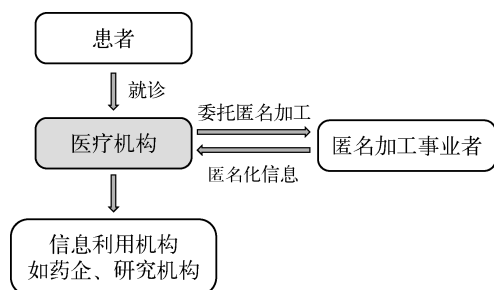 患者
就诊
委托匿名加工
医疗机构
匿名加工事业者
匿名化信息
信息利用机构
如药企、研究机构